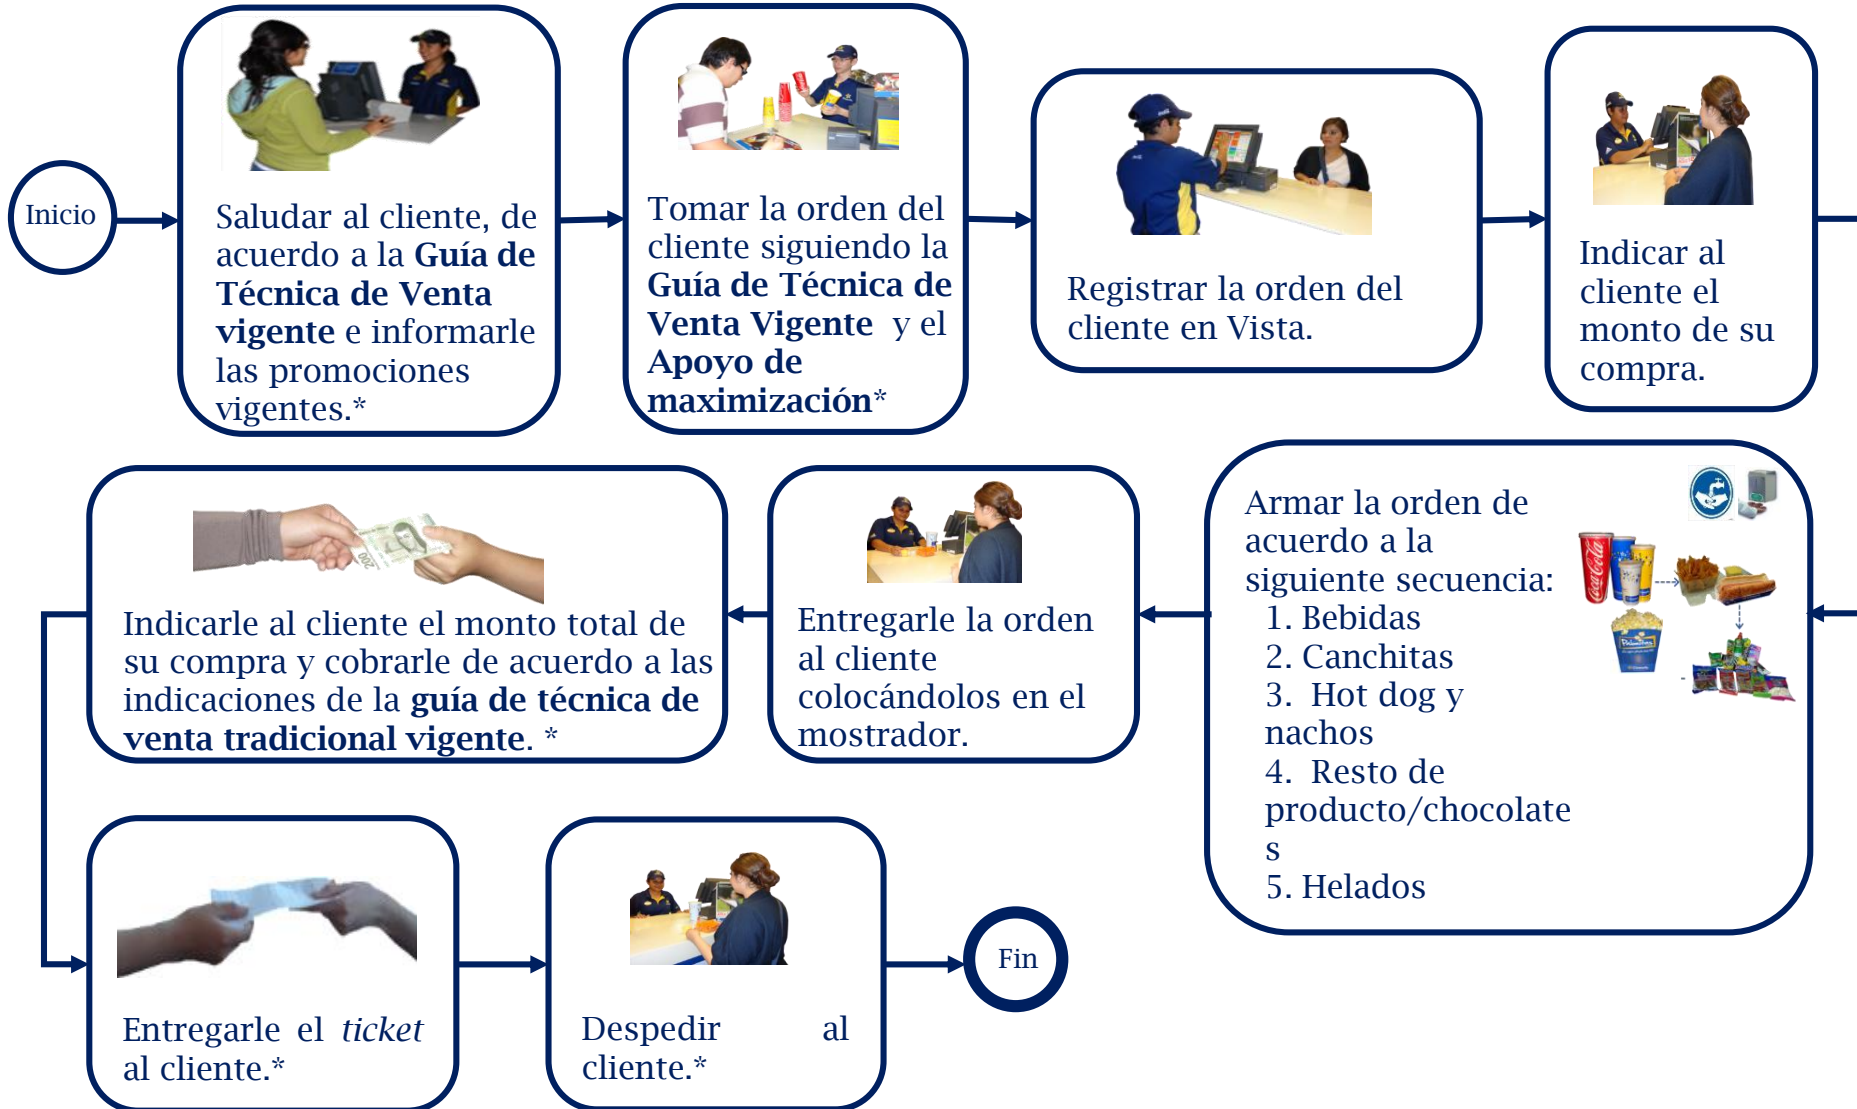 Inicio
Saludar al cliente, de
acuerdo a la Guía de
Técnica de Venta
vigente e informarle
las promociones
vigentes.*
Tomar la orden del
cliente siguiendo la
Guía de Técnica de
Venta Vigente y el
Apoyo de
maximización*
Registrar la orden del
cliente en Vista.
Indicar al
cliente el
monto de su
compra.
Armar la orden de
acuerdo a la
siguiente secuencia:
1. Bebidas
2. Canchitas
3. Hot dog y
nachos
4. Resto de
producto/chocolate
s
5. Helados
Coca-Cola
Entregarle la orden
al cliente
colocándolos en el
mostrador.
200
Indicarle al cliente el monto total de
su compra y cobrarle de acuerdo a las
indicaciones de la guía de técnica de
venta tradicional vigente. *
Entregarle el ticket
al cliente.*
Despedir al
cliente.*
Fin